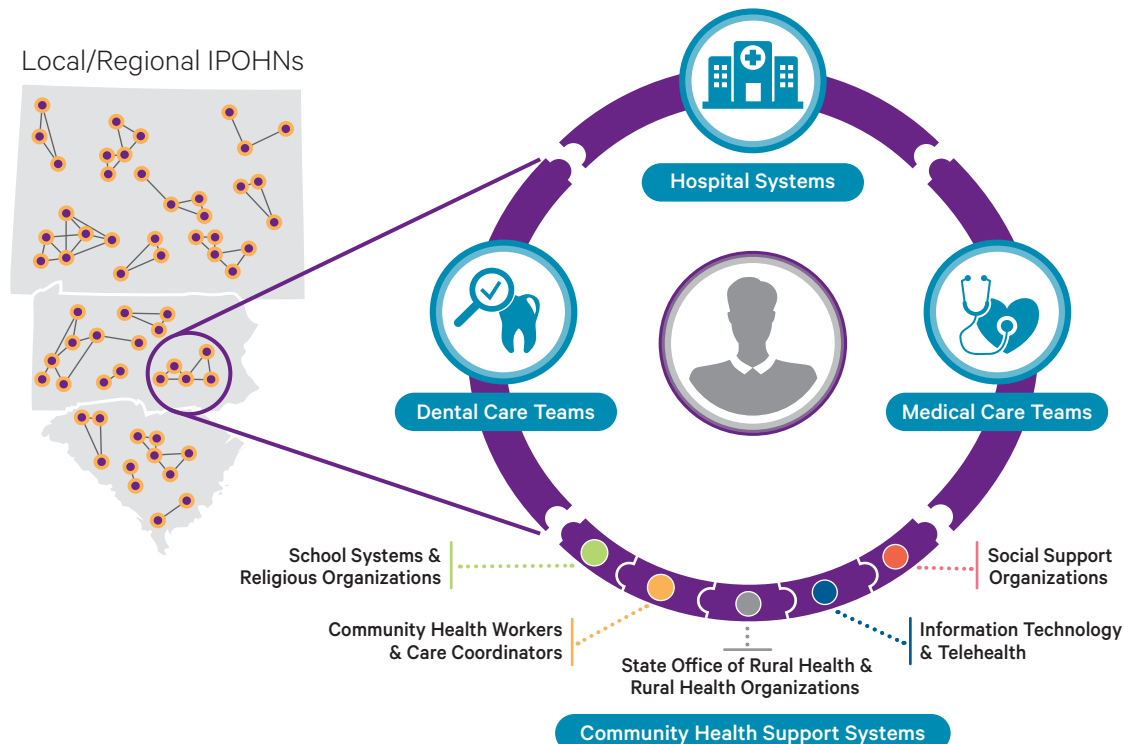 Local/Regional IPOHNs
Hospital Systems
Dental Care Teams
Medical Care Teams
School Systems &
Religious Organizations
Social Support
Organizations
Community Health Workers
& Care Coordinators
Information Technology
& Telehealth
State Office of Rural Health &
Rural Health Organizations
Community Health Support Systems